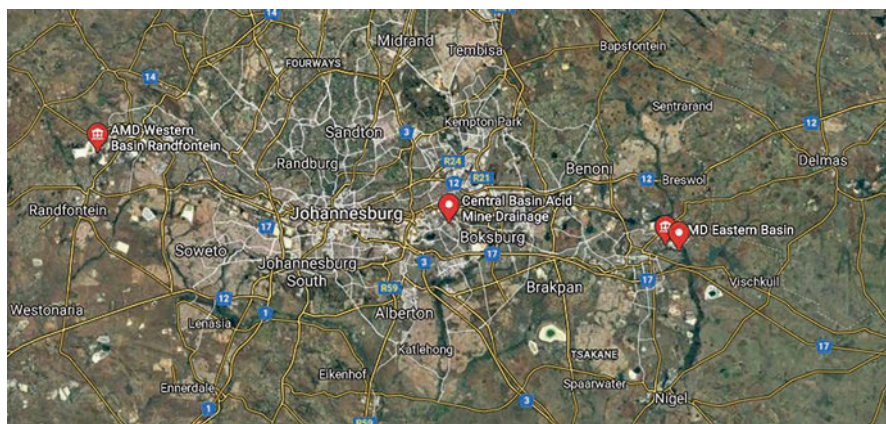 14
Midrand
Tembisa
Bapsfontein
FOURWAYS
14
Sentrarand
AMD Western
Basin Randfontein
Sandton
3
Kempton Park
12
Delmas
Randburg
R24
R21
12
Benoni
12
Breswol
Randfontein
Johannesburg
Central Basin Acid
Mine Drainage
17
Boksburg
MD Eastern Basin
Soweto
Johannesburg
South
3
17
17
Vischkuil
12
R59
Brakpan
Westonaria
1
Alberton
Lenasia
Katlehong
TSAKANE
17
Ennerdale
Eikenhof
Spaarwater
1
3
Nigel